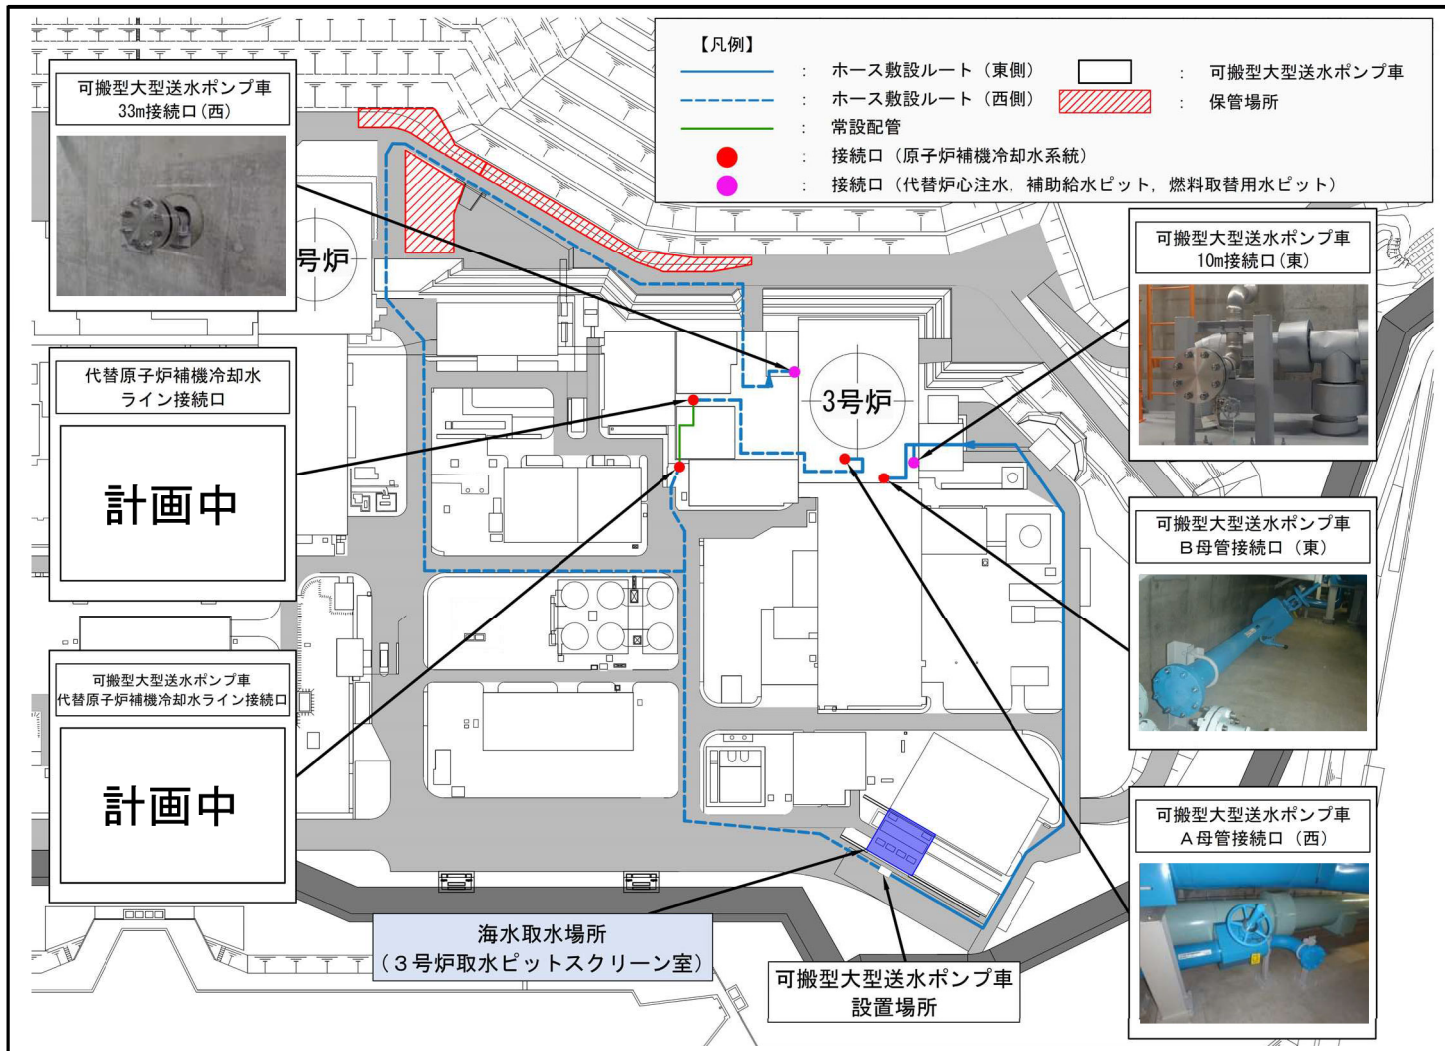 【凡例】
: ホース敷設ルート（東側）
: 可搬型大型送水ポンプ車
: ホース敷設ルート（西側）
: 保管場所
: 常設配管
: 接続口（原子炉補機冷却水系統）
: 接続口（代替炉心注水，補助給水ピット，燃料取替用水ピット）
可搬型大型送水ポンプ車
33m接続口(西)
代替原子炉補機冷却水
ライン接続口
計画中
可搬型大型送水ポンプ車
代替原子炉補機冷却水ライン接続口
計画中
号炉
3号炉
可搬型大型送水ポンプ車
10m接続口(東)
可搬型大型送水ポンプ車
B母管接続口（東）
可搬型大型送水ポンプ車
A母管接続口（西）
海水取水場所
（３号炉取水ピットスクリーン室）
可搬型大型送水ポンプ車
設置場所